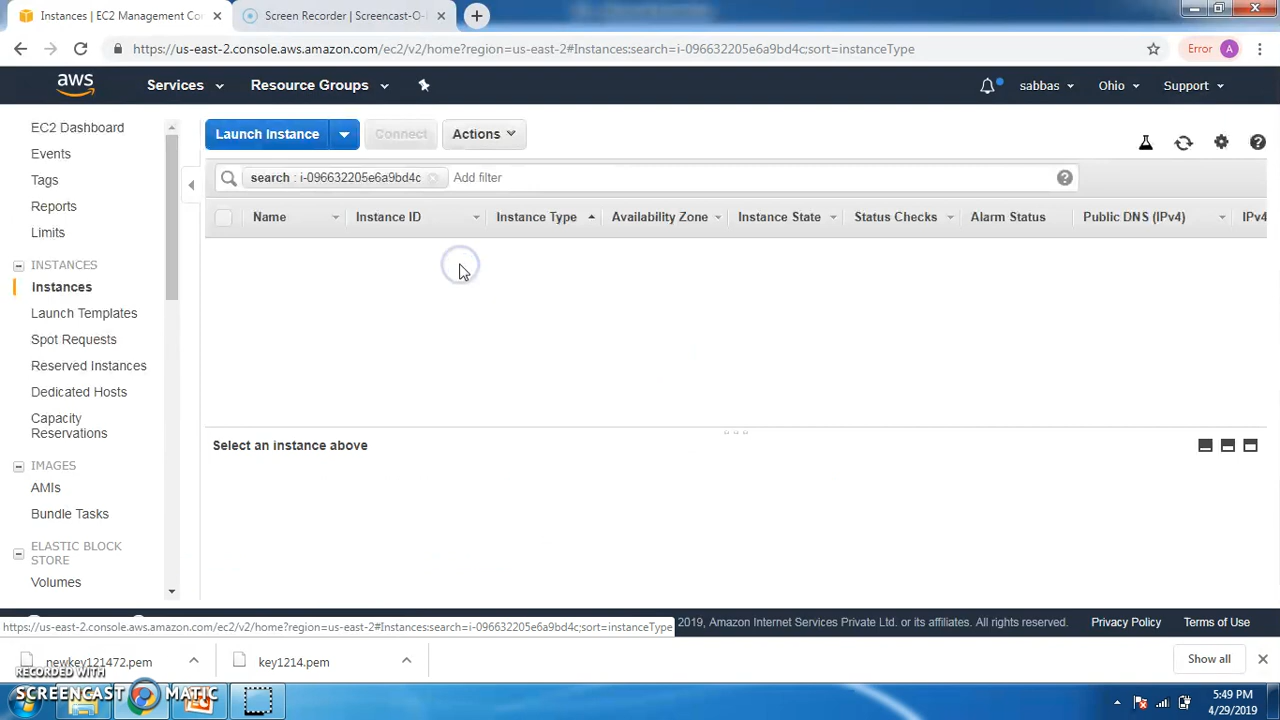 Instances | EC2 Management Co
Screen Recorder | Screencast-O-
https://us-east-2.console.aws.amazon.com/ec2/v2/home?region=us-east-2#Instances:search=i-096632205e6a9bd4c;sort=instanceType
Error A
aws Services Resource Groups sabbas Ohio Support
EC2 Dashboard
Events
Tags
Reports
Limits
INSTANCES
Instances
Launch Templates
Spot Requests
Reserved Instances
Dedicated Hosts
Capacity
Reservations
IMAGES
AMIs
Bundle Tasks
ELASTIC BLOCK
STORE
Volumes
Launch Instance Connect Actions
search : i-096632205e6a9bd4c Add filter
Name Instance ID Instance Type Availability Zone Instance State Status Checks Alarm Status Public DNS (IPv4) IPv4
Select an instance above
https://us-east-2.console.aws.amazon.com/ec2/v2/home?region=us-east-2#Instances:search=i-096632205e6a9bd4c;sort=instanceType
2019, Amazon Internet Services Private Ltd. or its affiliates. All rights reserved. Privacy Policy Terms of Use
newkey121472.pem key1214.pem Show all
RECORDED WITH
SCREENCAST MATIC
5:49 PM
4/29/2019